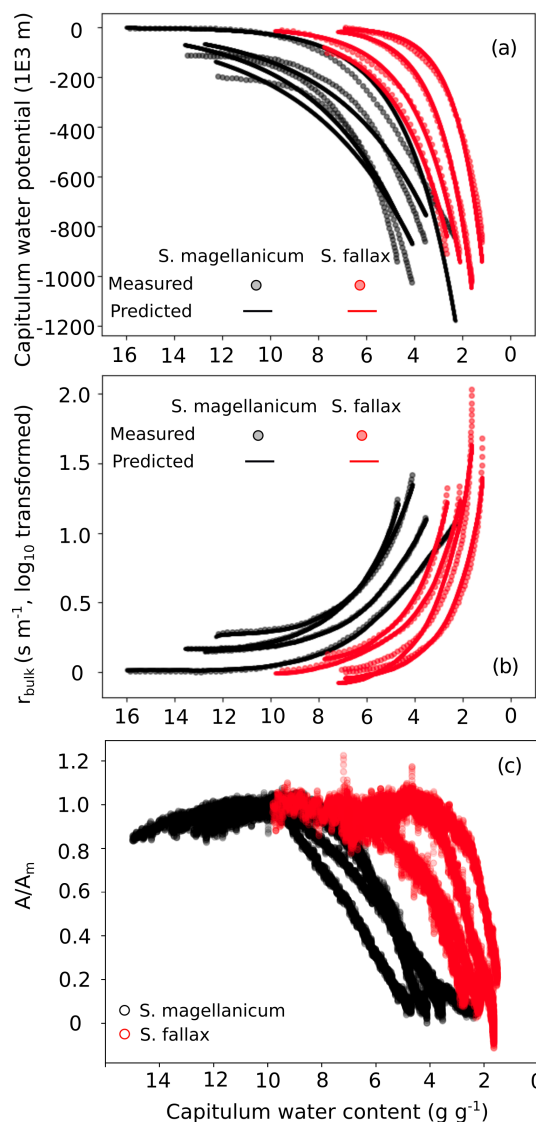 (a)
Capitulum water potential (1E3 m)
0
-200
-400
-600
-800
-1000
-1200
S. magellanicum S. fallax
Measured
Predicted
16 14 12 10 8 6 4 2 0
(b)
r_bulk (s m⁻¹, log₁₀ transformed)
2.0
1.5
1.0
0.5
0
S. magellanicum S. fallax
Measured
Predicted
16 14 12 10 8 6 4 2 0
(c)
A/Aₘ
1.2
1.0
0.8
0.6
0.4
0.2
0
S. magellanicum
S. fallax
14 12 10 8 6 4 2 0
Capitulum water content (g g⁻¹)